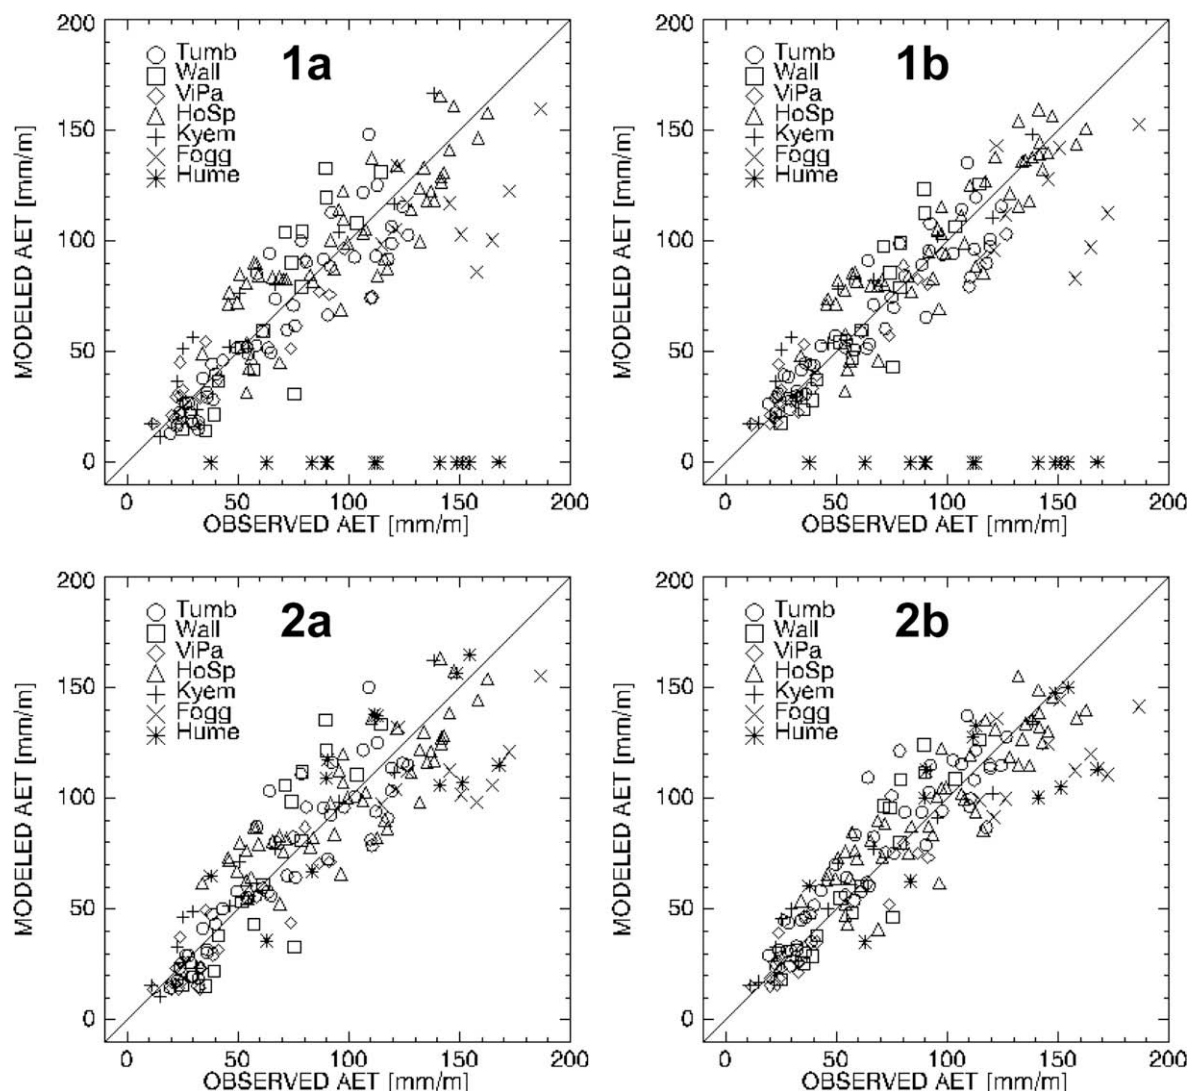 1a
Tumb
Wall
ViPa
HoSp
Kyem
Fogg
Hume
MODELED AET [mm/m]
200
150
100
50
0
0 50 100 150 200
OBSERVED AET [mm/m]
1b
Tumb
Wall
ViPa
HoSp
Kyem
Fogg
Hume
MODELED AET [mm/m]
200
150
100
50
0
0 50 100 150 200
OBSERVED AET [mm/m]
2a
Tumb
Wall
ViPa
HoSp
Kyem
Fogg
Hume
MODELED AET [mm/m]
200
150
100
50
0
0 50 100 150 200
OBSERVED AET [mm/m]
2b
Tumb
Wall
ViPa
HoSp
Kyem
Fogg
Hume
MODELED AET [mm/m]
200
150
100
50
0
0 50 100 150 200
OBSERVED AET [mm/m]